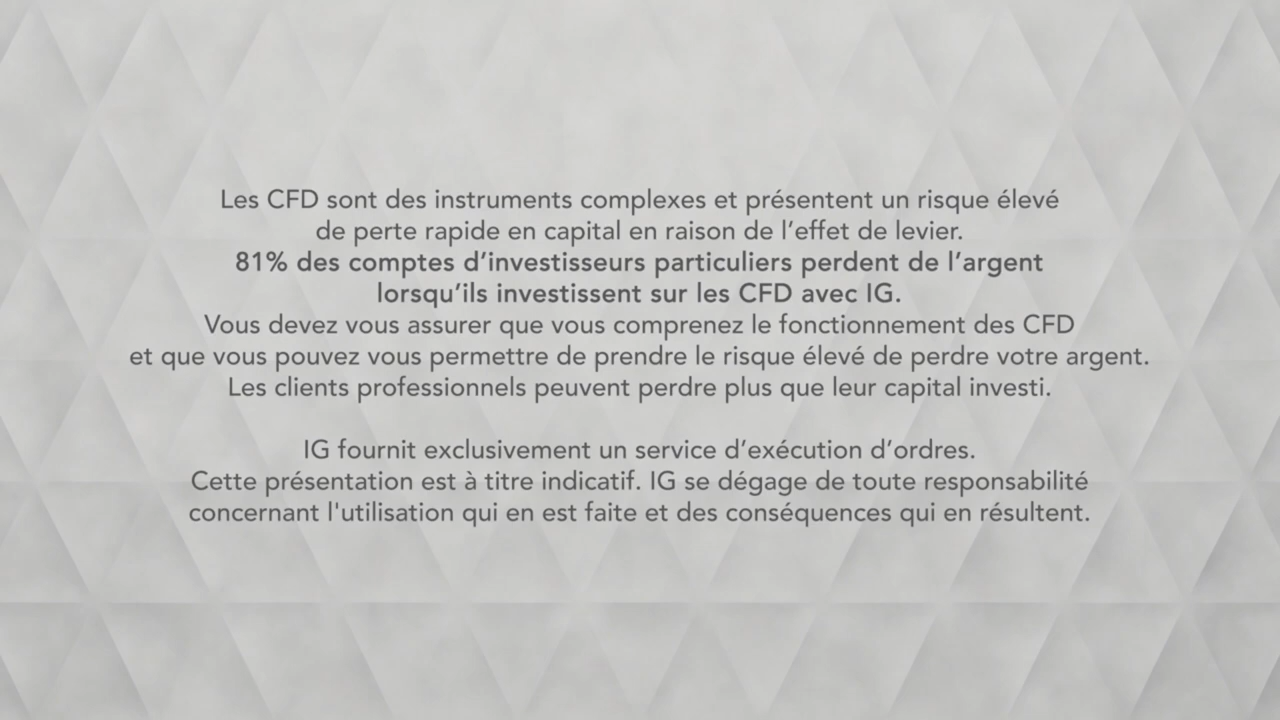 Les CFD sont des instruments complexes et présentent un risque élevé
de perte rapide en capital en raison de l’effet de levier.
81% des comptes d’investisseurs particuliers perdent de l’argent
lorsqu’ils investissent sur les CFD avec IG.
Vous devez vous assurer que vous comprenez le fonctionnement des CFD
et que vous pouvez vous permettre de prendre le risque élevé de perdre votre argent.
Les clients professionnels peuvent perdre plus que leur capital investi.
IG fournit exclusivement un service d’exécution d’ordres.
Cette présentation est à titre indicatif. IG se dégage de toute responsabilité
concernant l'utilisation qui en est faite et des conséquences qui en résultent.